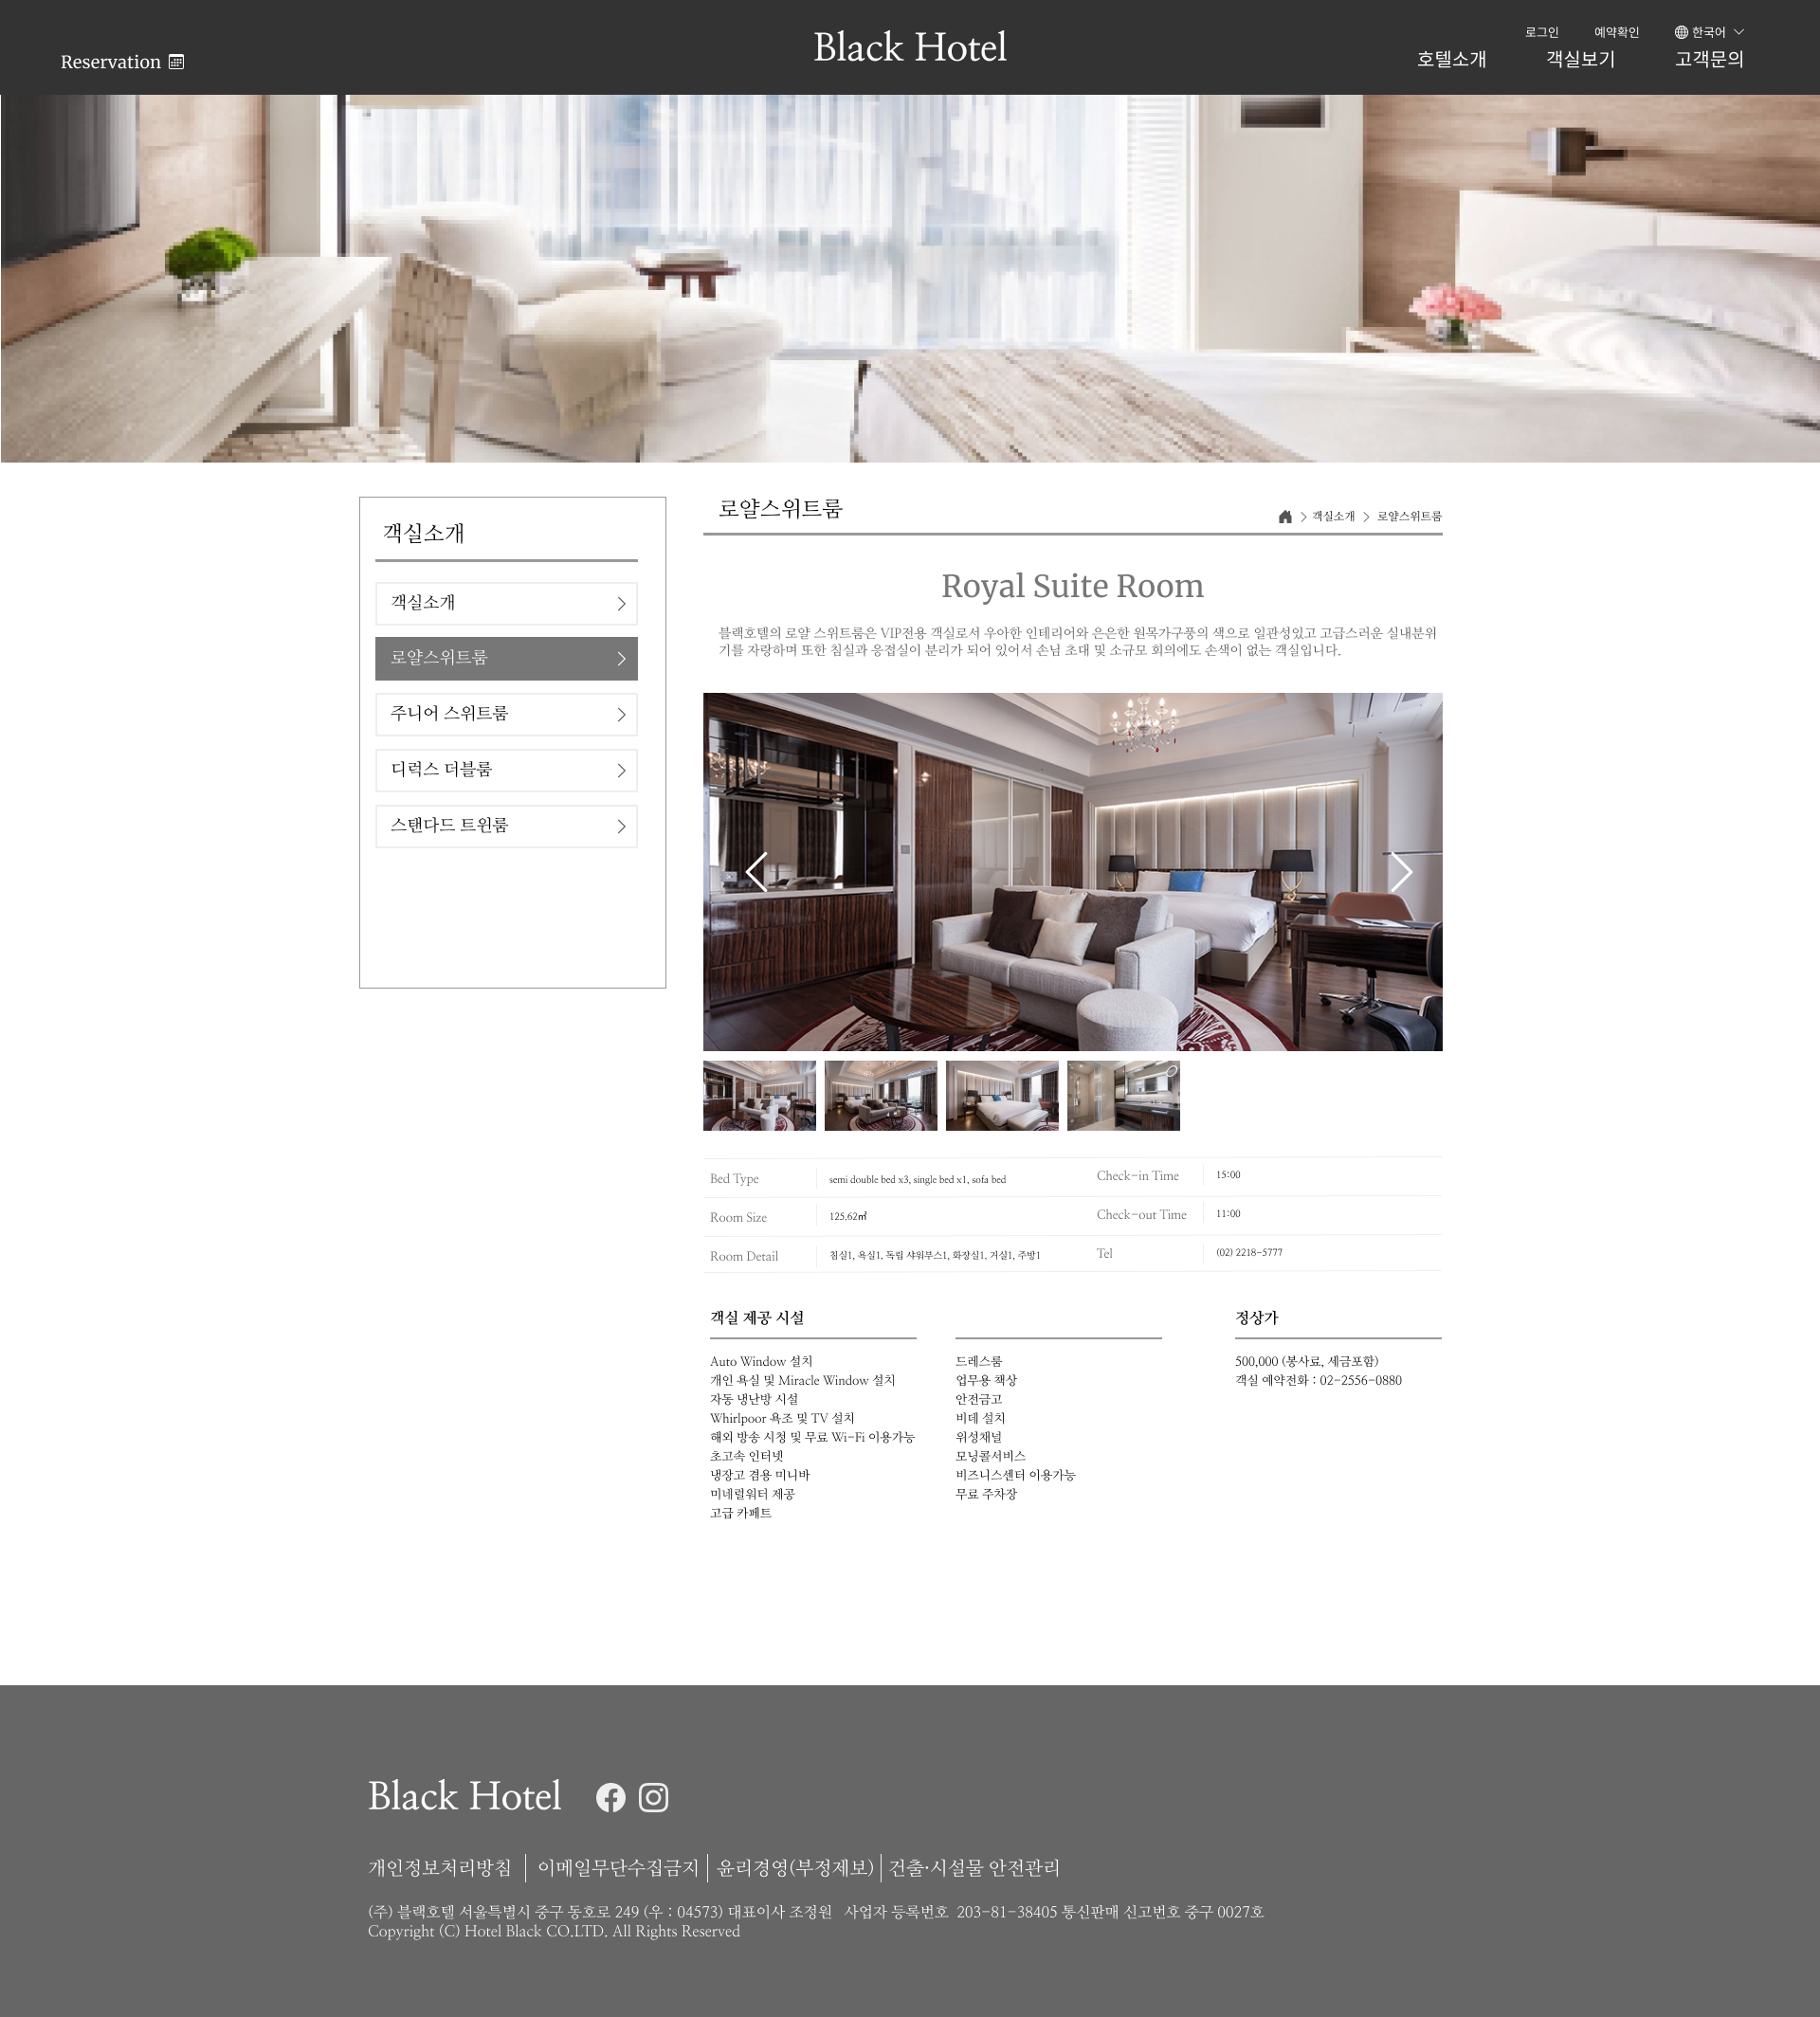 Reservation
Black Hotel
로그인 예약확인 한국어
호텔소개 객실보기 고객문의
객실소개
객실소개
로얄스위트룸
주니어 스위트룸
디럭스 더블룸
스탠다드 트윈룸
로얄스위트룸
객실소개 로얄스위트룸
Royal Suite Room
블랙호텔의 로얄 스위트룸은 VIP전용 객실로서 우아한 인테리어와 은은한 원목가구풍의 색으로 일관성있고 고급스러운 실내분위
기를 자랑하며 또한 침실과 응접실이 분리가 되어 있어서 손님 초대 및 소규모 회의에도 손색이 없는 객실입니다.
Bed Type semi double bed x3, single bed x1, sofa bed Check-in Time 15:00
Room Size 125.62㎡ Check-out Time 11:00
Room Detail 침실1, 욕실1, 독립 샤워부스1, 화장실1, 거실1, 주방1 Tel (02) 2218-5777
객실 제공 시설
Auto Window 설치
개인 욕실 및 Miracle Window 설치
자동 냉난방 시설
Whirlpoor 욕조 및 TV 설치
해외 방송 시청 및 무료 Wi-Fi 이용가능
초고속 인터넷
냉장고 겸용 미니바
미네럴워터 제공
고급 카페트
드레스룸
업무용 책상
안전금고
비데 설치
위성채널
모닝콜서비스
비즈니스센터 이용가능
무료 주차장
정상가
500,000 (봉사료, 세금포함)
객실 예약전화 : 02-2556-0880
Black Hotel
개인정보처리방침 이메일무단수집금지 윤리경영(부정제보) 건출·시설물 안전관리
(주) 블랙호텔 서울특별시 중구 동호로 249 (우 : 04573) 대표이사 조정원 사업자 등록번호 203-81-38405 통신판매 신고번호 중구 0027호
Copyright (C) Hotel Black CO.LTD. All Rights Reserved